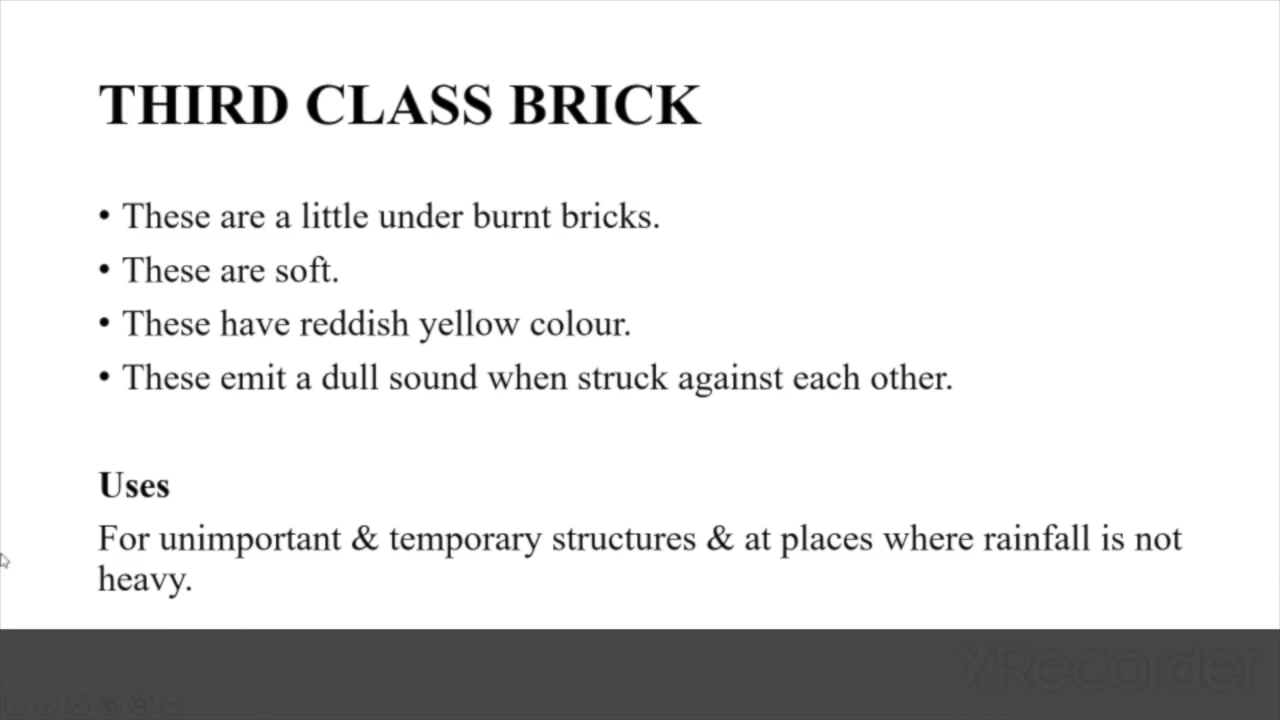 THIRD CLASS BRICK
• These are a little under burnt bricks.
• These are soft.
• These have reddish yellow colour.
• These emit a dull sound when struck against each other.
Uses
For unimportant & temporary structures & at places where rainfall is not
heavy.
XRecorder